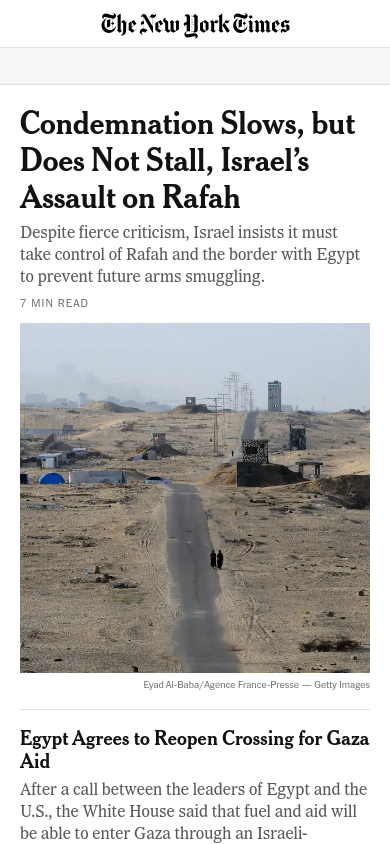 The New York Times
Condemnation Slows, but
Does Not Stall, Israel’s
Assault on Rafah
Despite fierce criticism, Israel insists it must
take control of Rafah and the border with Egypt
to prevent future arms smuggling.
7 MIN READ
Eyad Al-Baba/Agence France-Presse — Getty Images
Egypt Agrees to Reopen Crossing for Gaza
Aid
After a call between the leaders of Egypt and the
U.S., the White House said that fuel and aid will
be able to enter Gaza through an Israeli-